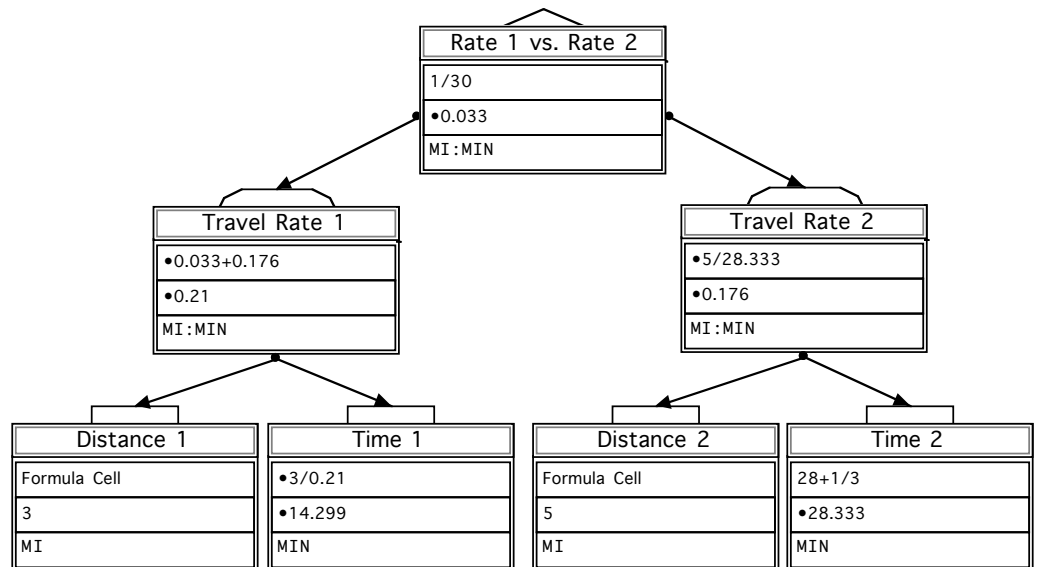 Rate 1 vs. Rate 2
1/30
•0.033
MI:MIN
Travel Rate 1
•0.033+0.176
•0.21
MI:MIN
Travel Rate 2
•5/28.333
•0.176
MI:MIN
Distance 1
Formula Cell
3
MI
Time 1
•3/0.21
•14.299
MIN
Distance 2
Formula Cell
5
MI
Time 2
28+1/3
•28.333
MIN